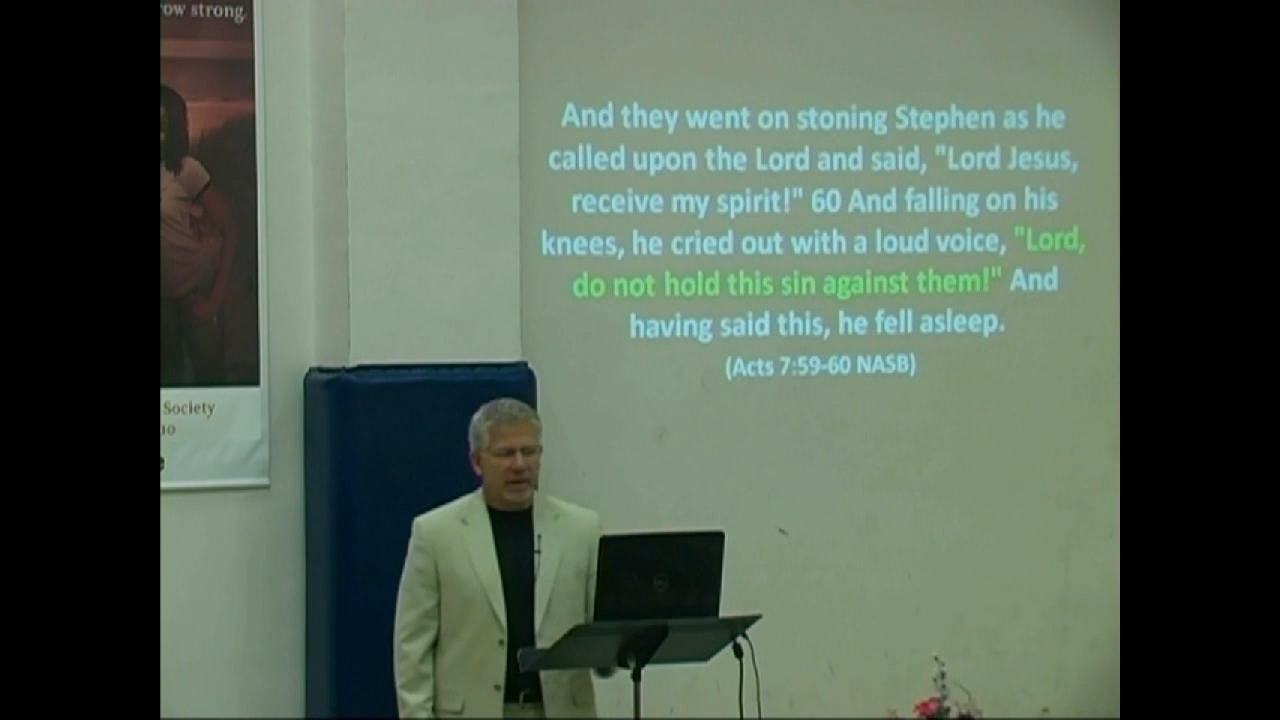 ow strong.
And they went on stoning Stephen as he
called upon the Lord and said, "Lord Jesus,
receive my spirit!" 60 And falling on his
knees, he cried out with a loud voice, "Lord,
do not hold this sin against them!" And
having said this, he fell asleep.
(Acts 7:59-60 NASB)
Society